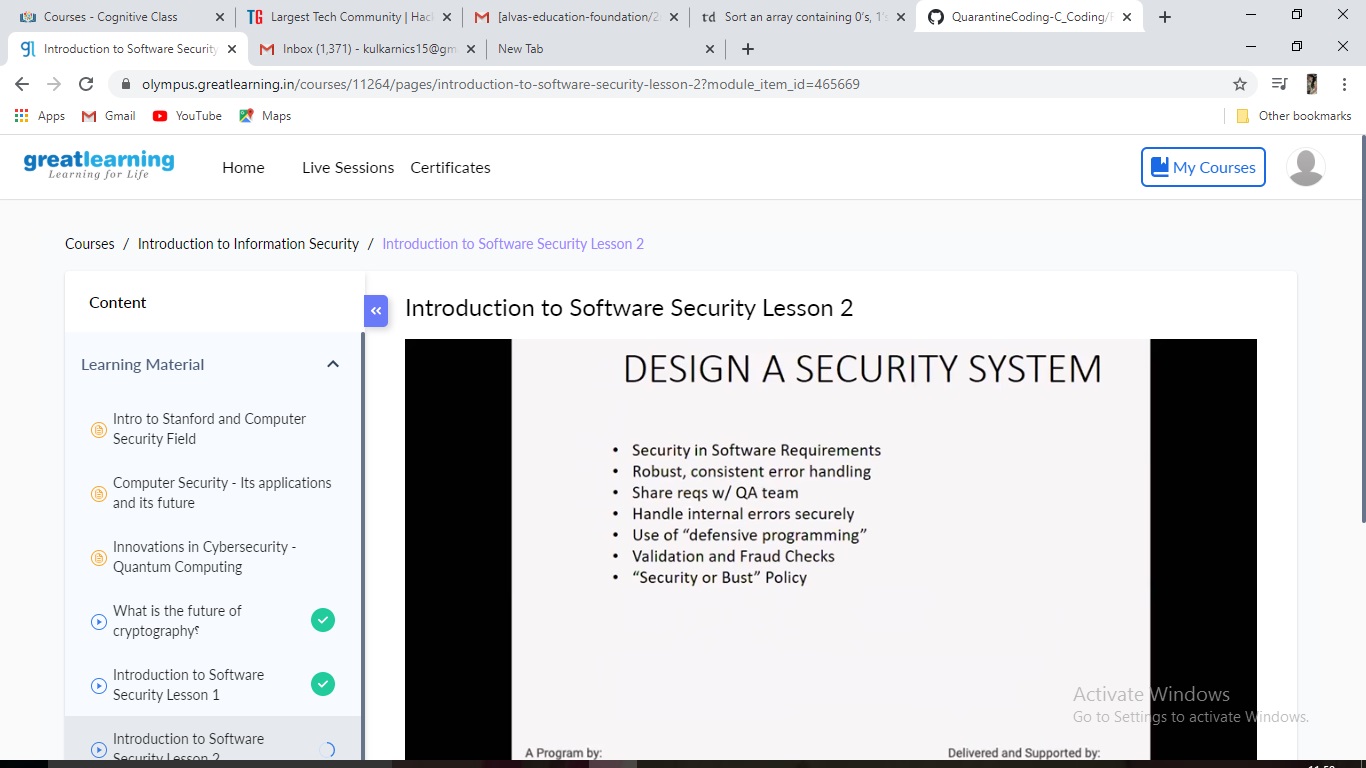 Courses - Cognitive Class
Largest Tech Community | Hac
[alvas-education-foundation/2
Sort an array containing 0's, 1's
QuarantineCoding-C_Coding/
Introduction to Software Security
Inbox (1,371) - kulkarnics15@gm
New Tab
olympus.greatlearning.in/courses/11264/pages/introduction-to-software-security-lesson-2?module_item_id=465669
Apps
Gmail
YouTube
Maps
Other bookmarks
greatlearning
Learning for Life
Home
Live Sessions
Certificates
My Courses
Courses / Introduction to Information Security / Introduction to Software Security Lesson 2
Content
Learning Material
Intro to Stanford and Computer
Security Field
Computer Security - Its applications
and its future
Innovations in Cybersecurity -
Quantum Computing
What is the future of
cryptography?
Introduction to Software
Security Lesson 1
Introduction to Software
Security Lesson 2
Introduction to Software Security Lesson 2
DESIGN A SECURITY SYSTEM
• Security in Software Requirements
• Robust, consistent error handling
• Share reqs w/ QA team
• Handle internal errors securely
• Use of “defensive programming”
• Validation and Fraud Checks
• “Security or Bust” Policy
A Program by:
Delivered and Supported by:
Activate Windows
Go to Settings to activate Windows.